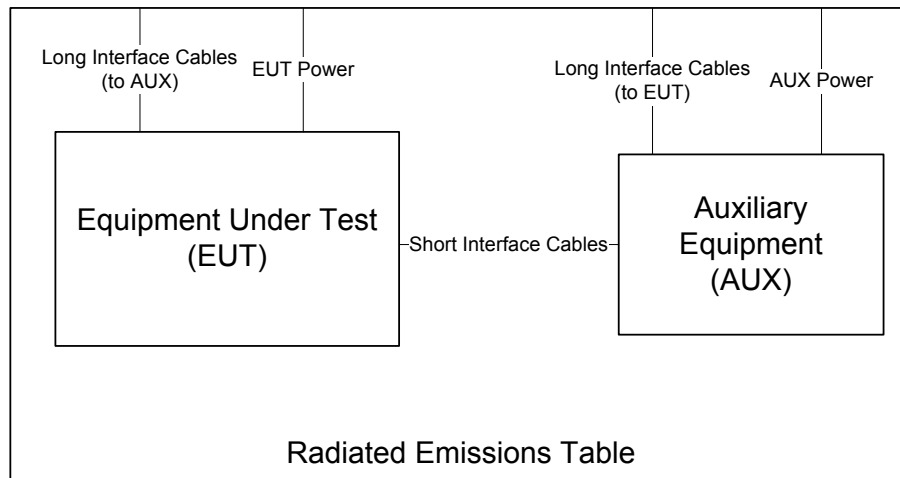 Long Interface Cables
(to AUX)
EUT Power
Long Interface Cables
(to EUT)
AUX Power
Equipment Under Test
(EUT)
Short Interface Cables
Auxiliary
Equipment
(AUX)
Radiated Emissions Table